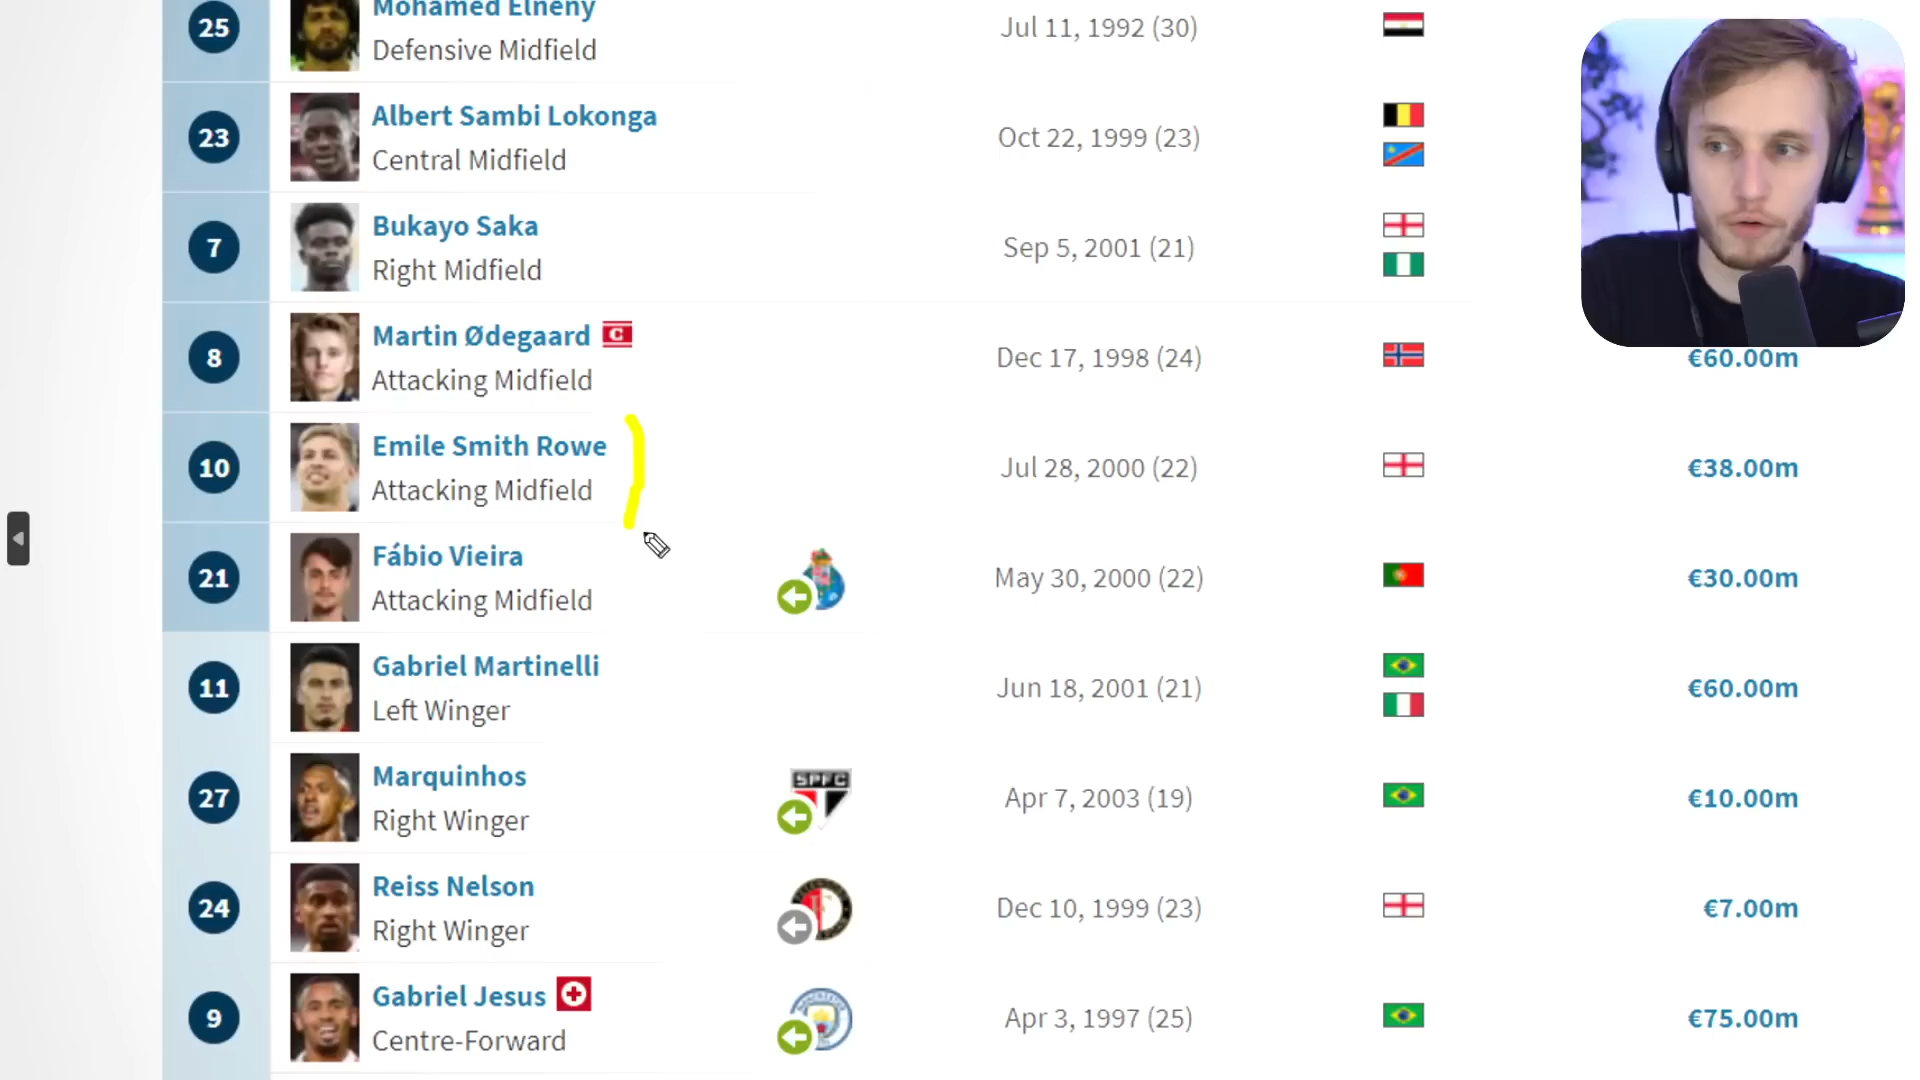 25
Mohamed Elneny
Defensive Midfield
Jul 11, 1992 (30)
23
Albert Sambi Lokonga
Central Midfield
Oct 22, 1999 (23)
7
Bukayo Saka
Right Midfield
Sep 5, 2001 (21)
8
Martin Ødegaard C
Attacking Midfield
Dec 17, 1998 (24)
€60.00m
10
Emile Smith Rowe
Attacking Midfield
Jul 28, 2000 (22)
€38.00m
21
Fábio Vieira
Attacking Midfield
May 30, 2000 (22)
€30.00m
11
Gabriel Martinelli
Left Winger
Jun 18, 2001 (21)
€60.00m
27
Marquinhos
Right Winger
SPFC
Apr 7, 2003 (19)
€10.00m
24
Reiss Nelson
Right Winger
Dec 10, 1999 (23)
€7.00m
9
Gabriel Jesus
Centre-Forward
Apr 3, 1997 (25)
€75.00m